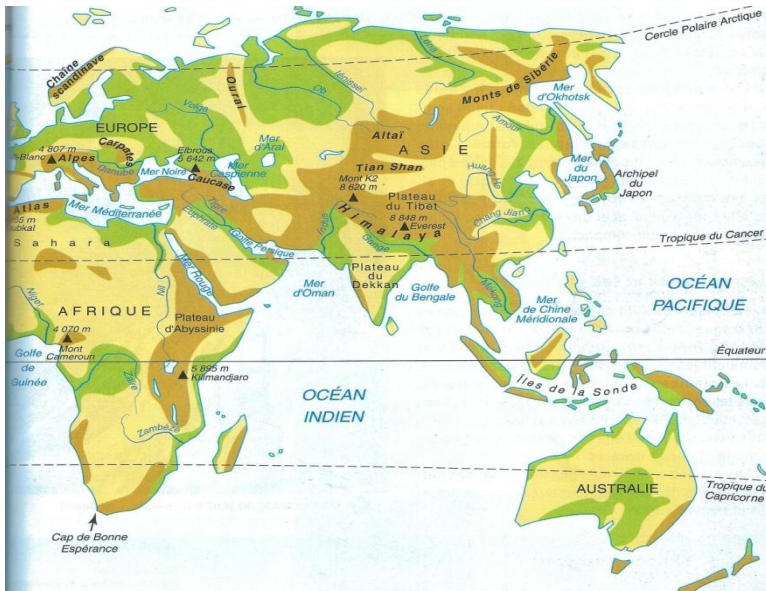 Cercle Polaire Arctique
Chaîne
scandinave
Oural
Ob
Iénisseï
Léna
Monts de Sibérie
Mer
d'Okhotsk
EUROPE
Volga
4 807 m
-Blanc
Alpes
Carpates
Danube
Mer Noire
Elbrous
5 642 m
Caucase
Mer
Caspienne
Mer
d'Aral
Altaï
ASIE
Amour
Tian Shan
Mont K2
8 620 m
Huang He
Mer
du
Japon
Archipel
du
Japon
Atlas
65 m
ubkal
Mer Méditerranée
Tigre
Euphrate
Golfe Persique
Indus
Plateau
du Tibet
Himalaya
8 848 m
Everest
Gange
Chang Jian'g
Tropique du Cancer
Sahara
Mer Rouge
Nil
Niger
Mer
d'Oman
Plateau
du
Dekkan
Golfe
du Bengale
Mékong
Mer
de Chine
Méridionale
OCÉAN
PACIFIQUE
AFRIQUE
Plateau
d'Abyssinie
4 070 m
Mont
Cameroun
Golfe
de
Guinée
Zaïre
5 895 m
Kilimandjaro
Équateur
OCÉAN
INDIEN
Îles de la Sonde
Zambèze
AUSTRALIE
Tropique du
Capricorne
Cap de Bonne
Espérance